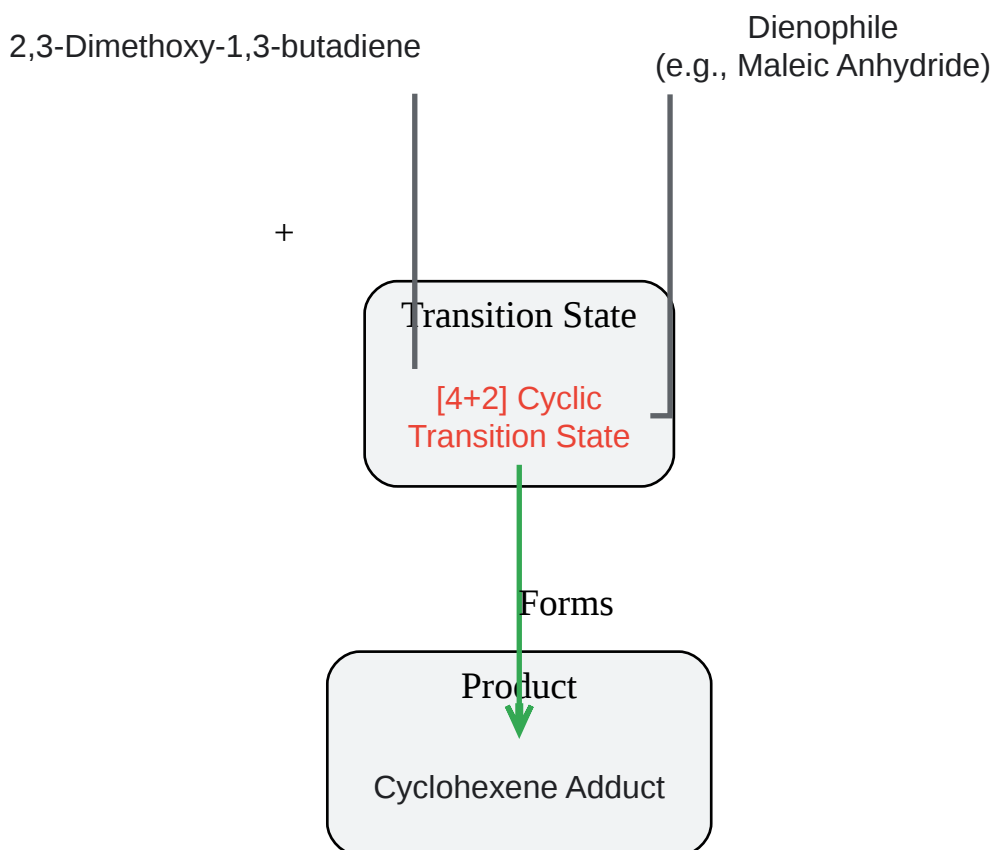 2,3-Dimethoxy-1,3-butadiene
Dienophile
(e.g., Maleic Anhydride)
+
Transition State
[4+2] Cyclic
Transition State
Forms
Product
Cyclohexene Adduct